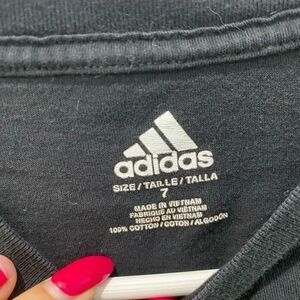 adidas
SIZE / TAILLE / TALLA
7
MADE IN VIETNAM
FABRIQUÉ AU VIETNAM
HECHO EN VIETNAM
100% COTTON / COTON / ALGODÓN